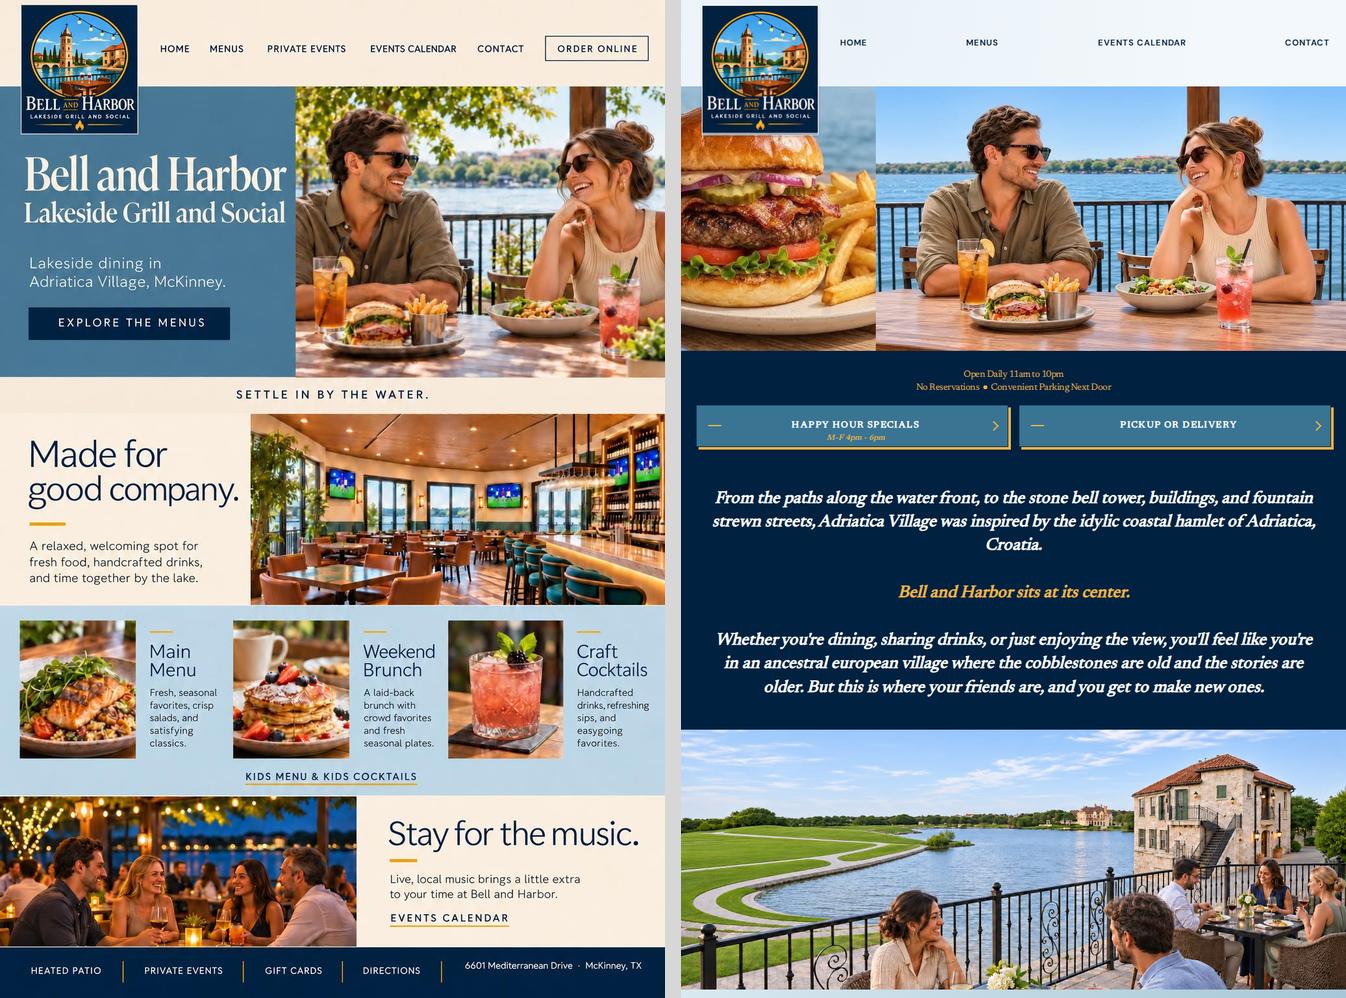 BELL AND HARBOR
LAKESIDE GRILL AND SOCIAL
HOME
MENUS
PRIVATE EVENTS
EVENTS CALENDAR
CONTACT
ORDER ONLINE
Bell and Harbor
Lakeside Grill and Social
Lakeside dining in
Adriatica Village, McKinney.
EXPLORE THE MENUS
SETTLE IN BY THE WATER.
Made for
good company.
A relaxed, welcoming spot for
fresh food, handcrafted drinks,
and time together by the lake.
Main
Menu
Fresh, seasonal
favorites, crisp
salads, and
satisfying
classics.
Weekend
Brunch
A laid-back
brunch with
crowd favorites
and fresh
seasonal plates.
Craft
Cocktails
Handcrafted
drinks, refreshing
sips, and
easygoing
favorites.
KIDS MENU & KIDS COCKTAILS
Stay for the music.
Live, local music brings a little extra
to your time at Bell and Harbor.
EVENTS CALENDAR
HEATED PATIO
PRIVATE EVENTS
GIFT CARDS
DIRECTIONS
6601 Mediterranean Drive · McKinney, TX
BELL AND HARBOR
LAKESIDE GRILL AND SOCIAL
HOME
MENUS
EVENTS CALENDAR
CONTACT
Open Daily 11am to 10pm
No Reservations ● Convenient Parking Next Door
HAPPY HOUR SPECIALS
M-F 4pm - 6pm
PICKUP OR DELIVERY
From the paths along the water front, to the stone bell tower, buildings, and fountain
strewn streets, Adriatica Village was inspired by the idylic coastal hamlet of Adriatica,
Croatia.
Bell and Harbor sits at its center.
Whether you're dining, sharing drinks, or just enjoying the view, you'll feel like you're
in an ancestral european village where the cobblestones are old and the stories are
older. But this is where your friends are, and you get to make new ones.